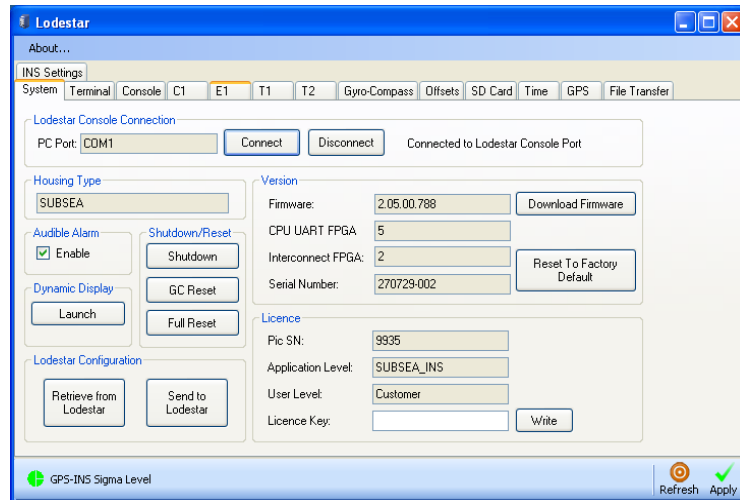 Lodestar
About...
INS Settings
System Terminal Console C1 E1 T1 T2 Gyro-Compass Offsets SD Card Time GPS File Transfer
Lodestar Console Connection
PC Port: COM1 Connect Disconnect Connected to Lodestar Console Port
Housing Type
SUBSEA
Version
Firmware: 2.05.00.788 Download Firmware
CPU UART FPGA 5
Interconnect FPGA: 2
Serial Number: 270729-002
Reset To Factory
Default
Audible Alarm
Enable
Shutdown/Reset
Shutdown
GC Reset
Full Reset
Dynamic Display
Launch
Licence
Pic SN: 9935
Application Level: SUBSEA_INS
User Level: Customer
Licence Key: Write
Lodestar Configuration
Retrieve from
Lodestar
Send to
Lodestar
GPS-INS Sigma Level
Refresh Apply